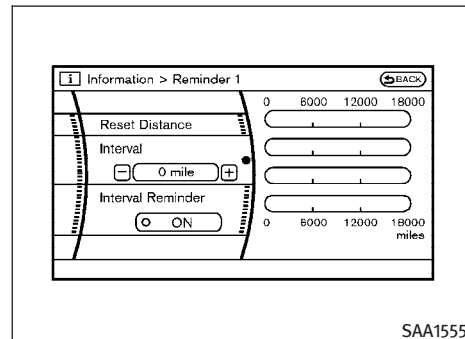 i Information > Reminder 1 BACK
0 6000 12000 18000
Reset Distance
Interval
− 0 mile +
Interval Reminder
ON
0 6000 12000 18000
miles
SAA1555